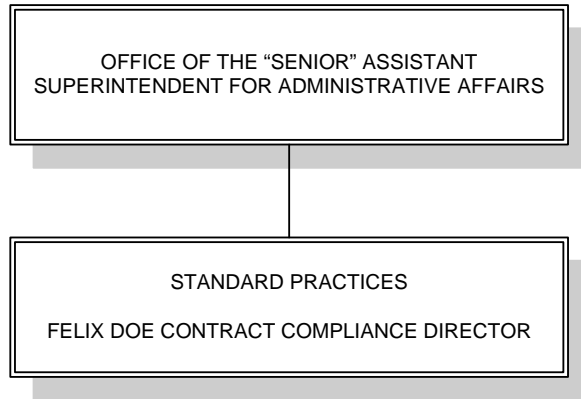 OFFICE OF THE “SENIOR” ASSISTANT
SUPERINTENDENT FOR ADMINISTRATIVE AFFAIRS
STANDARD PRACTICES
FELIX DOE CONTRACT COMPLIANCE DIRECTOR